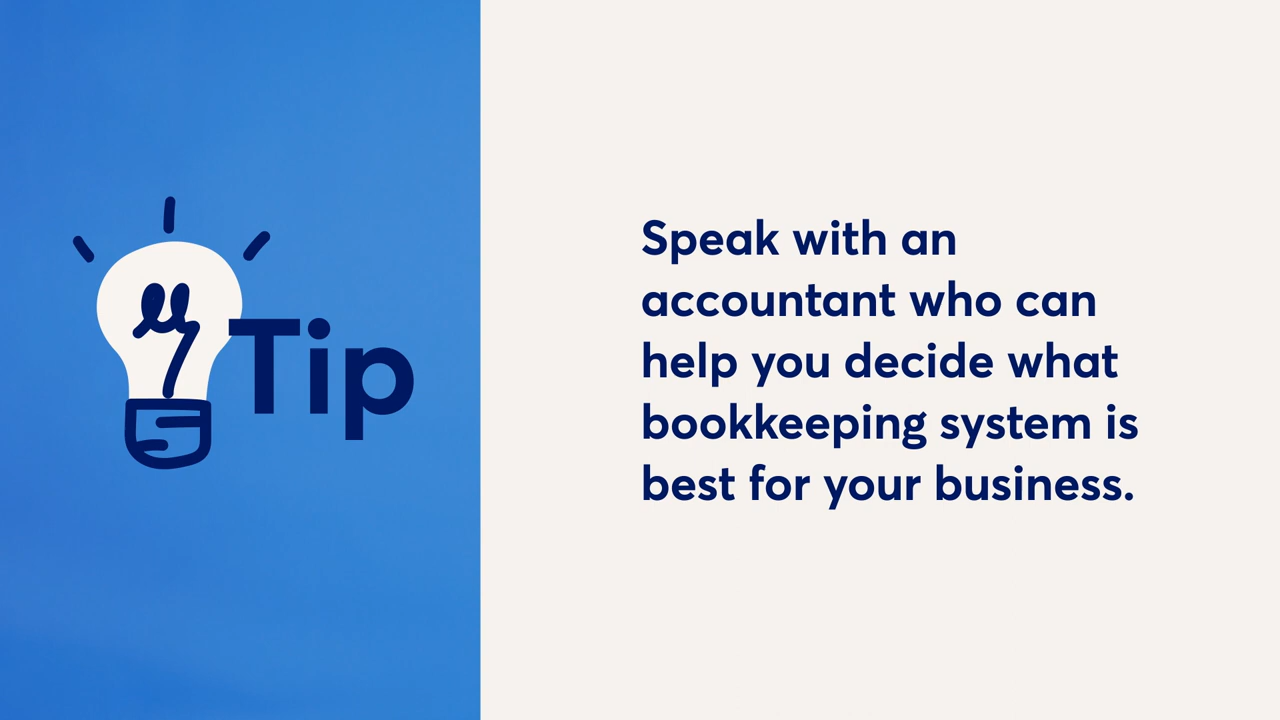 Tip
Speak with an
accountant who can
help you decide what
bookkeeping system is
best for your business.